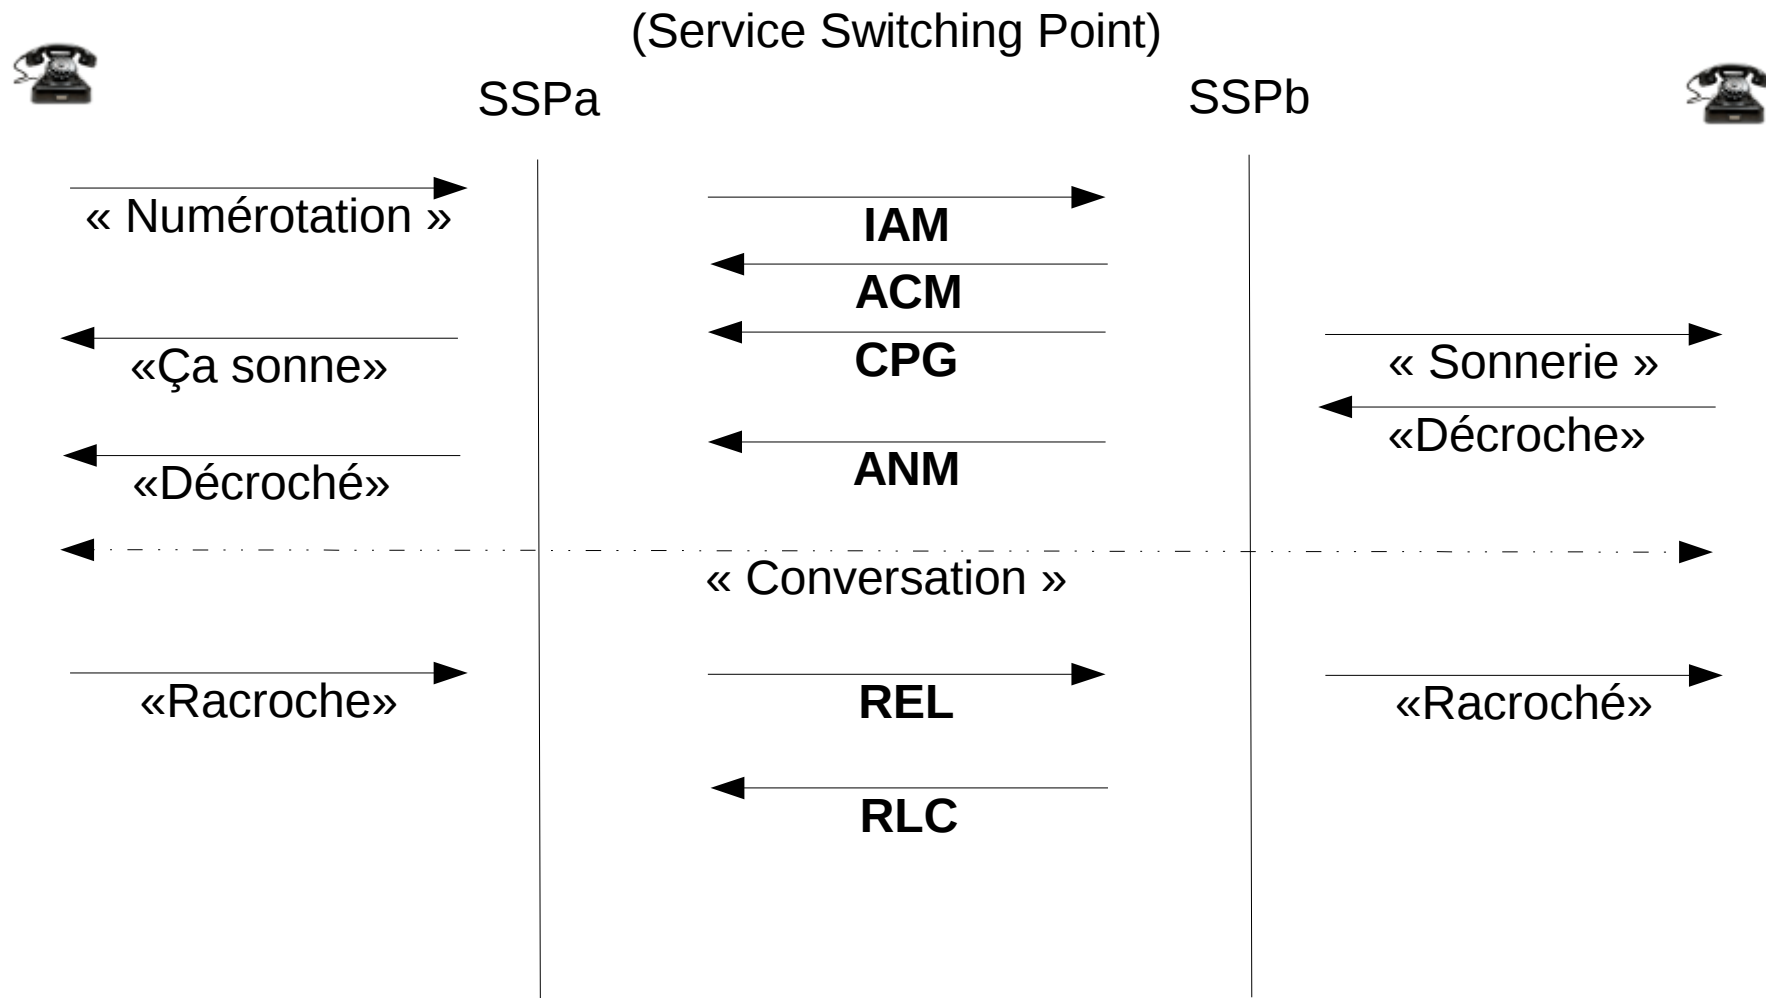 (Service Switching Point)
SSPa
SSPb
« Numérotation »
IAM
ACM
«Ça sonne»
CPG
« Sonnerie »
«Décroche»
«Décroché»
ANM
« Conversation »
«Racroche»
REL
«Racroché»
RLC